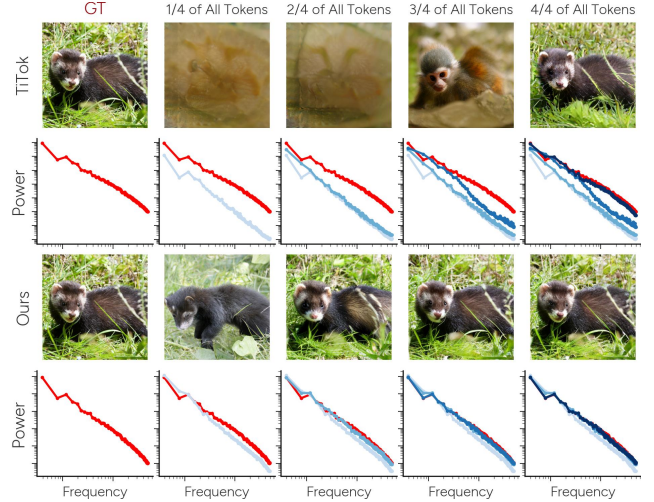 GT 1/4 of All Tokens 2/4 of All Tokens 3/4 of All Tokens 4/4 of All Tokens
TiTok
Power
Ours
Power
Frequency Frequency Frequency Frequency Frequency